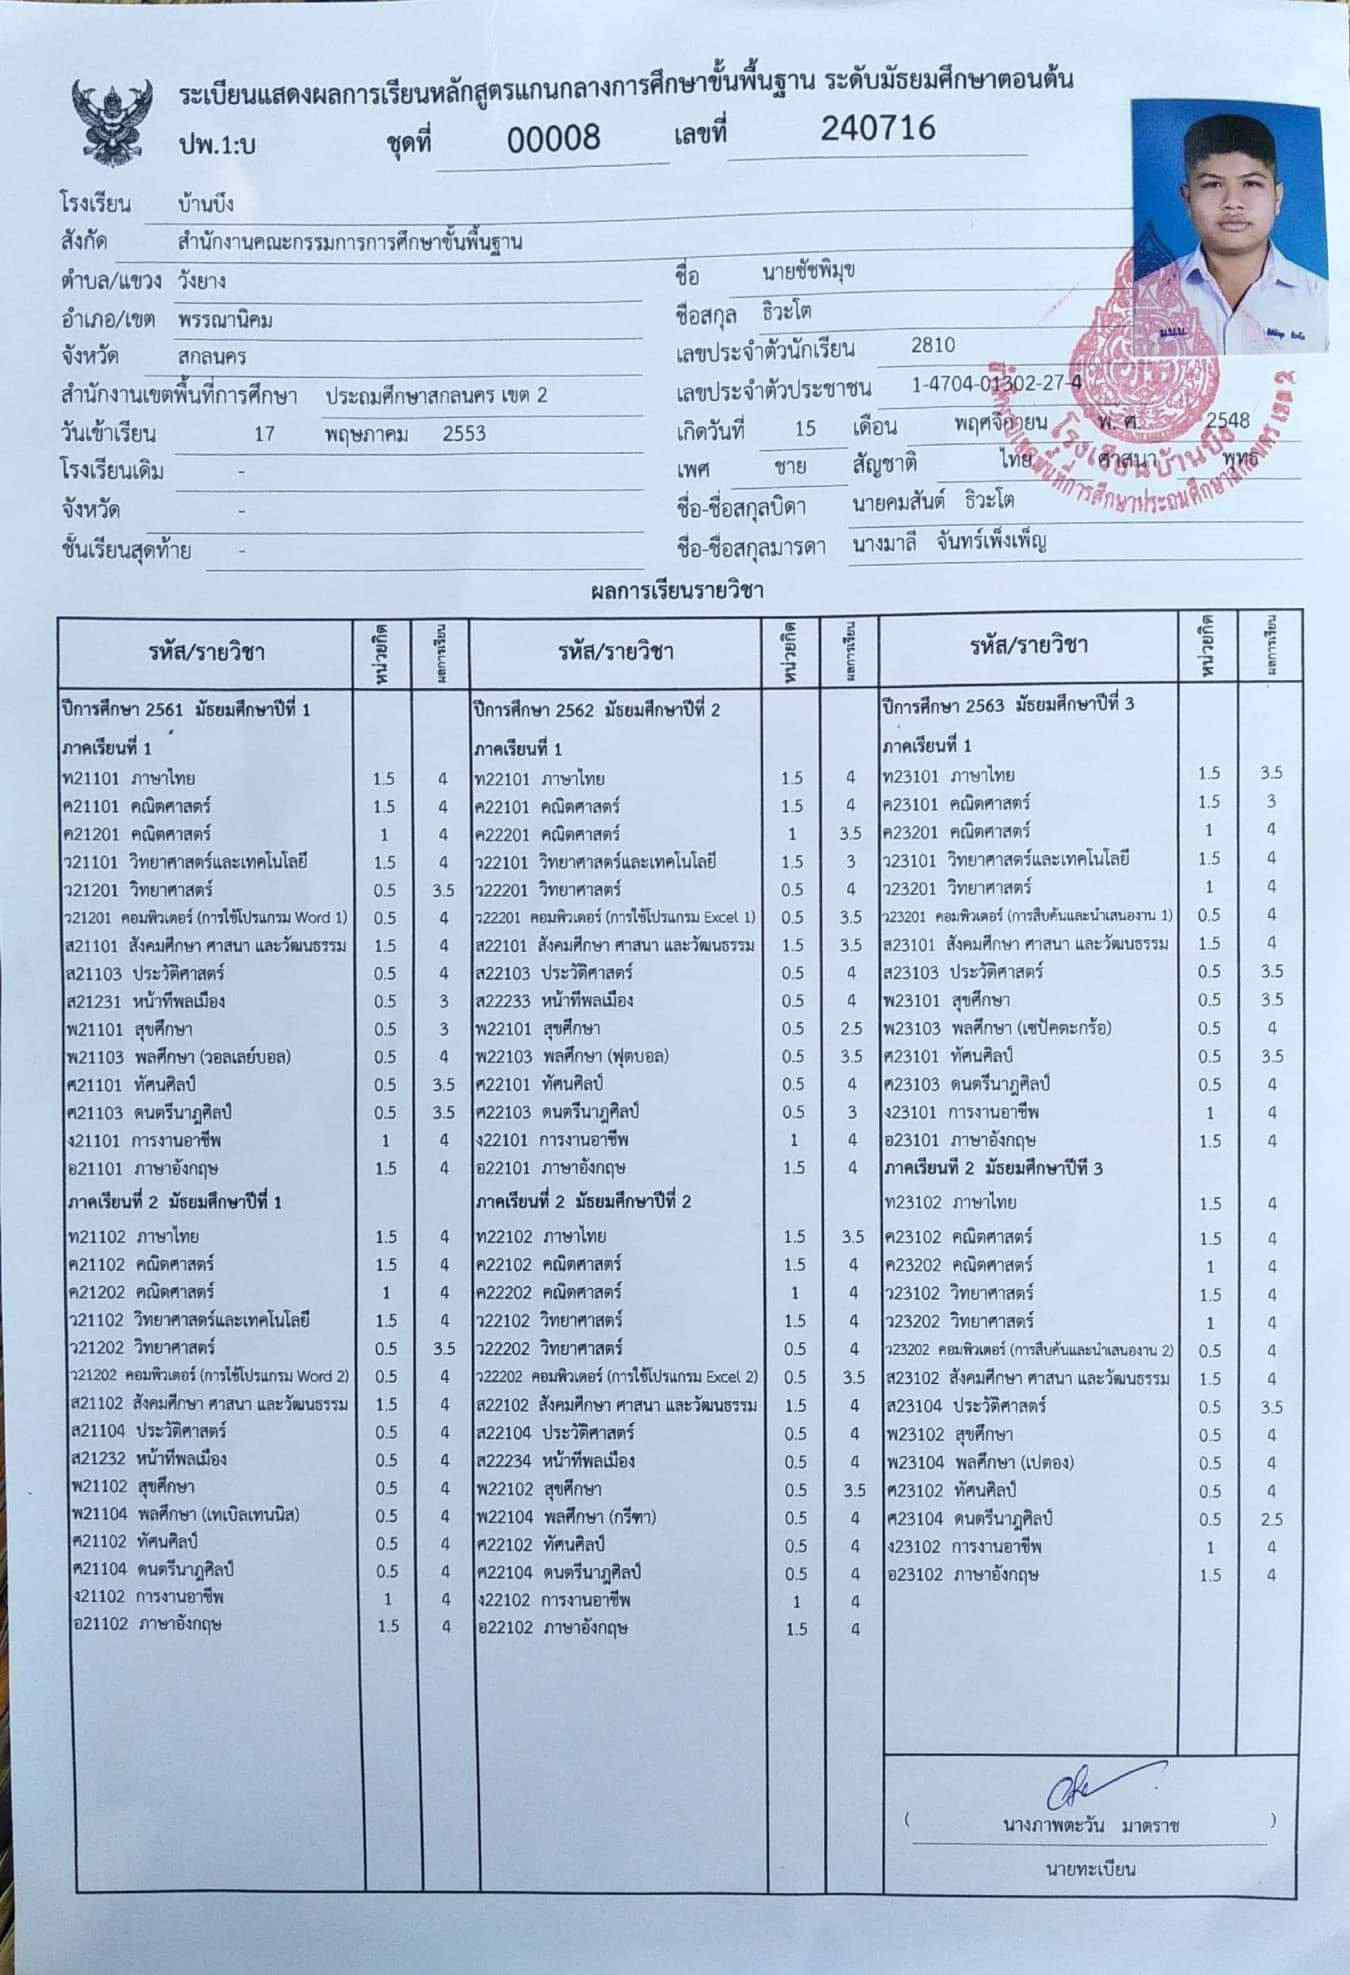 ระเบียนแสดงผลการเรียนหลักสูตรแกนกลางการศึกษาขั้นพื้นฐาน ระดับมัธยมศึกษาตอนต้น
ปพ.1:บ ชุดที่ 00008 เลขที่ 240716
โรงเรียน บ้านบึง
สังกัด สำนักงานคณะกรรมการการศึกษาขั้นพื้นฐาน
ตำบล/แขวง วังยาง
อำเภอ/เขต พรรณานิคม
จังหวัด สกลนคร
สำนักงานเขตพื้นที่การศึกษา ประถมศึกษาสกลนคร เขต 2
วันเข้าเรียน 17 พฤษภาคม 2553
โรงเรียนเดิม -
จังหวัด -
ชั้นเรียนสุดท้าย -
ชื่อ นายชัชพิมุข
ชื่อสกุล ธิวะโต
เลขประจำตัวนักเรียน 2810
เลขประจำตัวประชาชน 1-4704-01302-27-4
เกิดวันที่ 15 เดือน พฤศจิกายน พ. ศ. 2548
เพศ ชาย สัญชาติ ไทย ศาสนา พุทธ
ชื่อ-ชื่อสกุลบิดา นายคมสันต์ ธิวะโต
ชื่อ-ชื่อสกุลมารดา นางมาลี จันทร์เพ็งเพ็ญ
โรงเรียนบ้านบึง
ผลการเรียนรายวิชา
รหัส/รายวิชา หน่วยกิต ผลการเรียน
ปีการศึกษา 2561 มัธยมศึกษาปีที่ 1
ภาคเรียนที่ 1
ท21101 ภาษาไทย 1.5 4
ค21101 คณิตศาสตร์ 1.5 4
ค21201 คณิตศาสตร์ 1 4
ว21101 วิทยาศาสตร์และเทคโนโลยี 1.5 4
ว21201 วิทยาศาสตร์ 0.5 3.5
ว21201 คอมพิวเตอร์ (การใช้โปรแกรม Word 1) 0.5 4
ส21101 สังคมศึกษา ศาสนา และวัฒนธรรม 1.5 4
ส21103 ประวัติศาสตร์ 0.5 4
ส21231 หน้าที่พลเมือง 0.5 3
พ21101 สุขศึกษา 0.5 3
พ21103 พลศึกษา (วอลเลย์บอล) 0.5 4
ศ21101 ทัศนศิลป์ 0.5 3.5
ศ21103 ดนตรีนาฏศิลป์ 0.5 3.5
ง21101 การงานอาชีพ 1 4
อ21101 ภาษาอังกฤษ 1.5 4
ภาคเรียนที่ 2 มัธยมศึกษาปีที่ 1
ท21102 ภาษาไทย 1.5 4
ค21102 คณิตศาสตร์ 1.5 4
ค21202 คณิตศาสตร์ 1 4
ว21102 วิทยาศาสตร์และเทคโนโลยี 1.5 4
ว21202 วิทยาศาสตร์ 0.5 3.5
ว21202 คอมพิวเตอร์ (การใช้โปรแกรม Word 2) 0.5 4
ส21102 สังคมศึกษา ศาสนา และวัฒนธรรม 1.5 4
ส21104 ประวัติศาสตร์ 0.5 4
ส21232 หน้าที่พลเมือง 0.5 4
พ21102 สุขศึกษา 0.5 4
พ21104 พลศึกษา (เทเบิลเทนนิส) 0.5 4
ศ21102 ทัศนศิลป์ 0.5 4
ศ21104 ดนตรีนาฏศิลป์ 0.5 4
ง21102 การงานอาชีพ 1 4
อ21102 ภาษาอังกฤษ 1.5 4
รหัส/รายวิชา หน่วยกิต ผลการเรียน
ปีการศึกษา 2562 มัธยมศึกษาปีที่ 2
ภาคเรียนที่ 1
ท22101 ภาษาไทย 1.5 4
ค22101 คณิตศาสตร์ 1.5 4
ค22201 คณิตศาสตร์ 1 3.5
ว22101 วิทยาศาสตร์และเทคโนโลยี 1.5 3
ว22201 วิทยาศาสตร์ 0.5 4
ว22201 คอมพิวเตอร์ (การใช้โปรแกรม Excel 1) 0.5 3.5
ส22101 สังคมศึกษา ศาสนา และวัฒนธรรม 1.5 3.5
ส22103 ประวัติศาสตร์ 0.5 4
ส22233 หน้าที่พลเมือง 0.5 4
พ22101 สุขศึกษา 0.5 2.5
พ22103 พลศึกษา (ฟุตบอล) 0.5 3.5
ศ22101 ทัศนศิลป์ 0.5 4
ศ22103 ดนตรีนาฏศิลป์ 0.5 3
ง22101 การงานอาชีพ 1 4
อ22101 ภาษาอังกฤษ 1.5 4
ภาคเรียนที่ 2 มัธยมศึกษาปีที่ 2
ท22102 ภาษาไทย 1.5 3.5
ค22102 คณิตศาสตร์ 1.5 4
ค22202 คณิตศาสตร์ 1 4
ว22102 วิทยาศาสตร์ 1.5 4
ว22202 วิทยาศาสตร์ 0.5 4
ว22202 คอมพิวเตอร์ (การใช้โปรแกรม Excel 2) 0.5 3.5
ส22102 สังคมศึกษา ศาสนา และวัฒนธรรม 1.5 4
ส22104 ประวัติศาสตร์ 0.5 4
ส22234 หน้าที่พลเมือง 0.5 4
พ22102 สุขศึกษา 0.5 3.5
พ22104 พลศึกษา (กรีฑา) 0.5 4
ศ22102 ทัศนศิลป์ 0.5 4
ศ22104 ดนตรีนาฏศิลป์ 0.5 4
ง22102 การงานอาชีพ 1 4
อ22102 ภาษาอังกฤษ 1.5 4
รหัส/รายวิชา หน่วยกิต ผลการเรียน
ปีการศึกษา 2563 มัธยมศึกษาปีที่ 3
ภาคเรียนที่ 1
ท23101 ภาษาไทย 1.5 3.5
ค23101 คณิตศาสตร์ 1.5 3
ค23201 คณิตศาสตร์ 1 4
ว23101 วิทยาศาสตร์และเทคโนโลยี 1.5 4
ว23201 วิทยาศาสตร์ 1 4
ว23201 คอมพิวเตอร์ (การสืบค้นและนำเสนองาน 1) 0.5 4
ส23101 สังคมศึกษา ศาสนา และวัฒนธรรม 1.5 4
ส23103 ประวัติศาสตร์ 0.5 3.5
พ23101 สุขศึกษา 0.5 3.5
พ23103 พลศึกษา (เซปัคตะกร้อ) 0.5 4
ศ23101 ทัศนศิลป์ 0.5 3.5
ศ23103 ดนตรีนาฏศิลป์ 0.5 4
ง23101 การงานอาชีพ 1 4
อ23101 ภาษาอังกฤษ 1.5 4
ภาคเรียนที่ 2 มัธยมศึกษาปีที่ 3
ท23102 ภาษาไทย 1.5 4
ค23102 คณิตศาสตร์ 1.5 4
ค23202 คณิตศาสตร์ 1 4
ว23102 วิทยาศาสตร์ 1.5 4
ว23202 วิทยาศาสตร์ 1 4
ว23202 คอมพิวเตอร์ (การสืบค้นและนำเสนองาน 2) 0.5 4
ส23102 สังคมศึกษา ศาสนา และวัฒนธรรม 1.5 4
ส23104 ประวัติศาสตร์ 0.5 3.5
พ23102 สุขศึกษา 0.5 4
พ23104 พลศึกษา (เปตอง) 0.5 4
ศ23102 ทัศนศิลป์ 0.5 4
ศ23104 ดนตรีนาฏศิลป์ 0.5 2.5
ง23102 การงานอาชีพ 1 4
อ23102 ภาษาอังกฤษ 1.5 4
( นางภาพตะวัน มาตราช )
นายทะเบียน